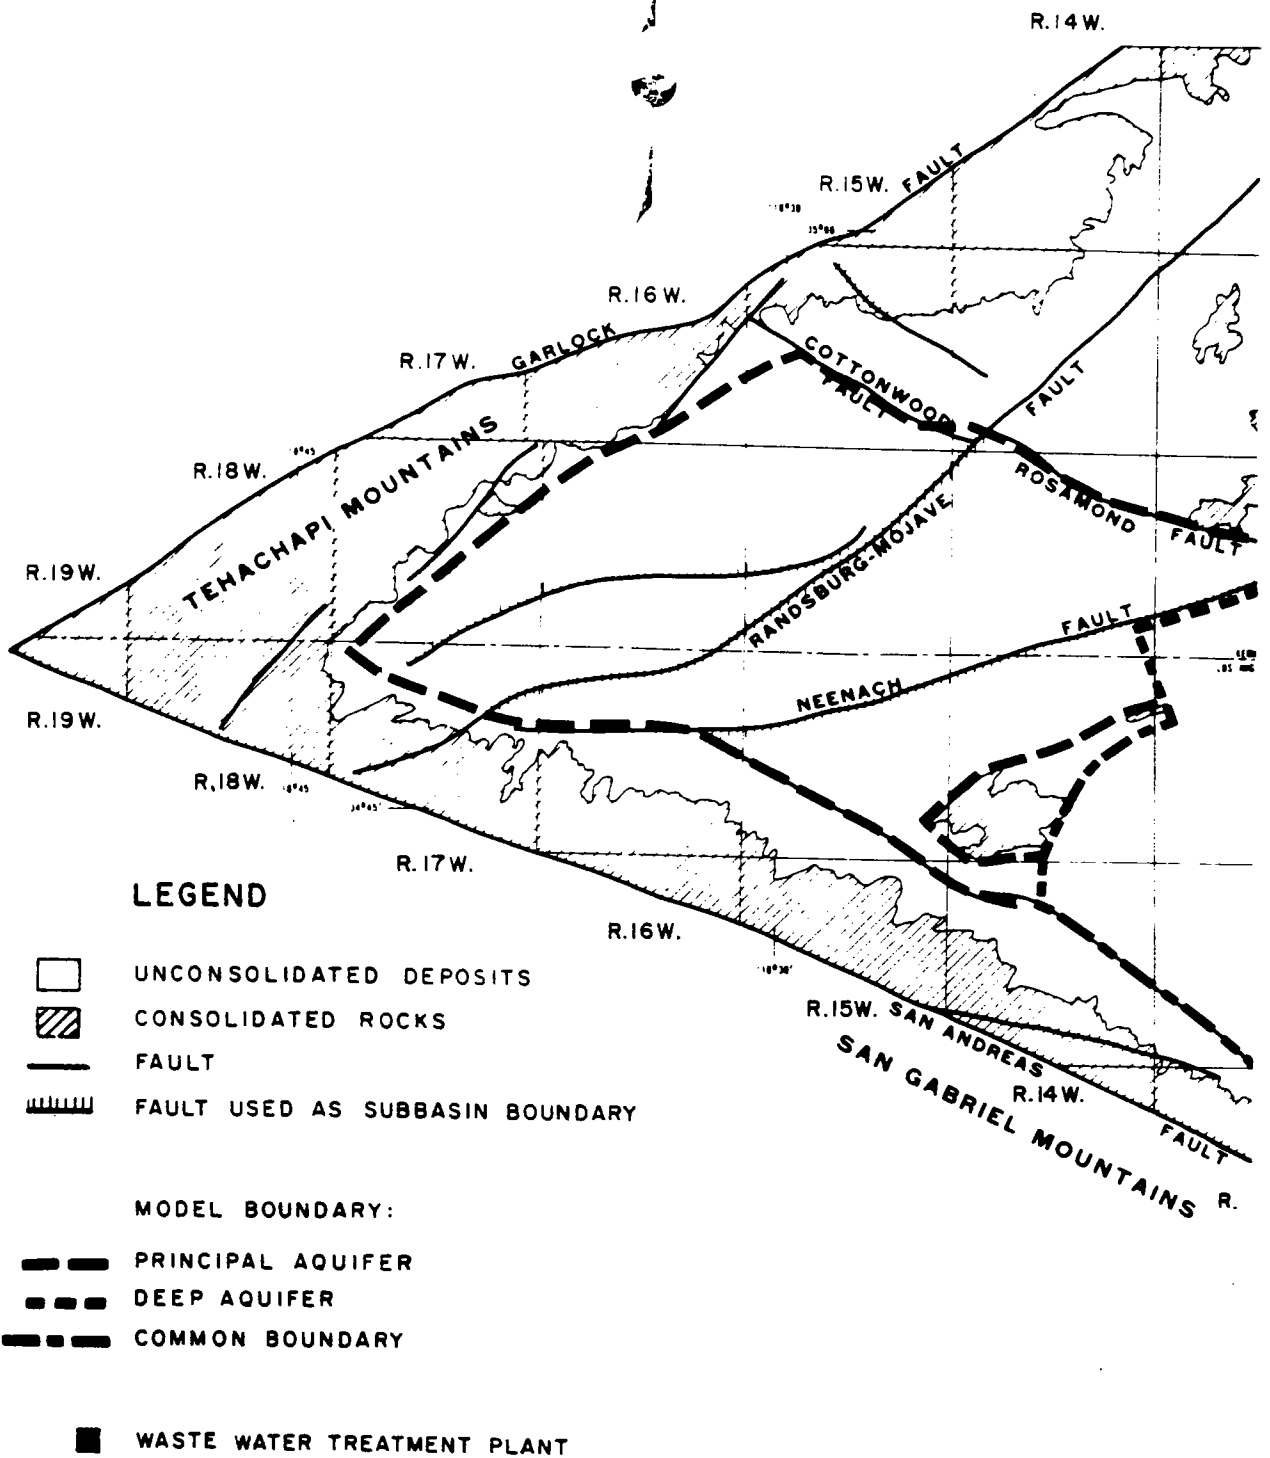 R.14W.
R.15W.
FAULT
R.16W.
R.17W.
GARLOCK
COTTONWOOD
FAULT
FAULT
R.18W.
TEHACHAPI MOUNTAINS
ROSAMOND
FAULT
R.19W.
RANDSBURG-MOJAVE
FAULT
NEENACH
R.19W.
R.18W.
34°45'
R.17W.
R.16W.
R.15W.
SAN ANDREAS
FAULT
R.14W.
SAN GABRIEL MOUNTAINS
R.
LEGEND
UNCONSOLIDATED DEPOSITS
CONSOLIDATED ROCKS
FAULT
FAULT USED AS SUBBASIN BOUNDARY
MODEL BOUNDARY:
PRINCIPAL AQUIFER
DEEP AQUIFER
COMMON BOUNDARY
WASTE WATER TREATMENT PLANT